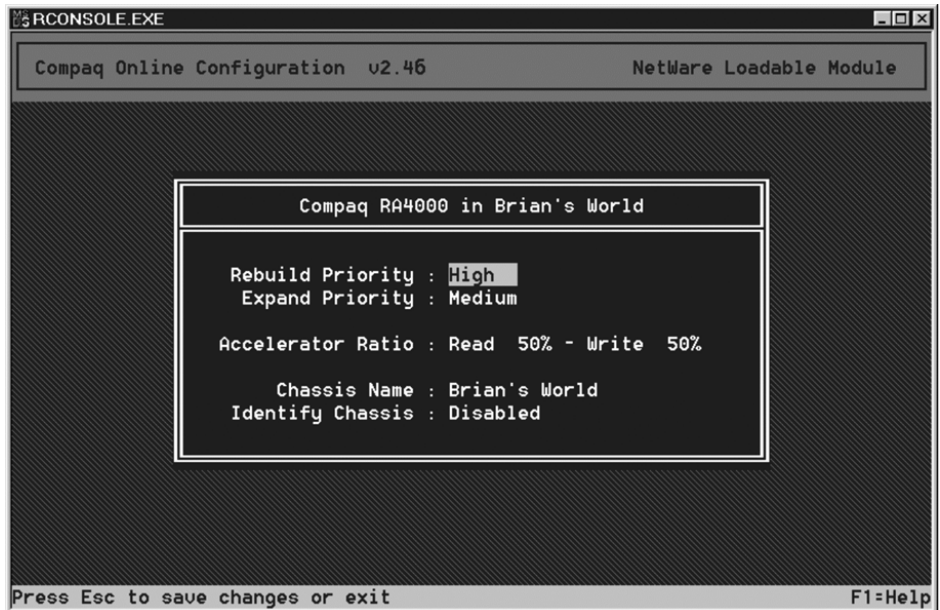 RCONSOLE.EXE
Compaq Online Configuration v2.46 NetWare Loadable Module
Compaq RA4000 in Brian's World
Rebuild Priority : High
Expand Priority : Medium
Accelerator Ratio : Read 50% - Write 50%
Chassis Name : Brian's World
Identify Chassis : Disabled
Press Esc to save changes or exit F1=Help